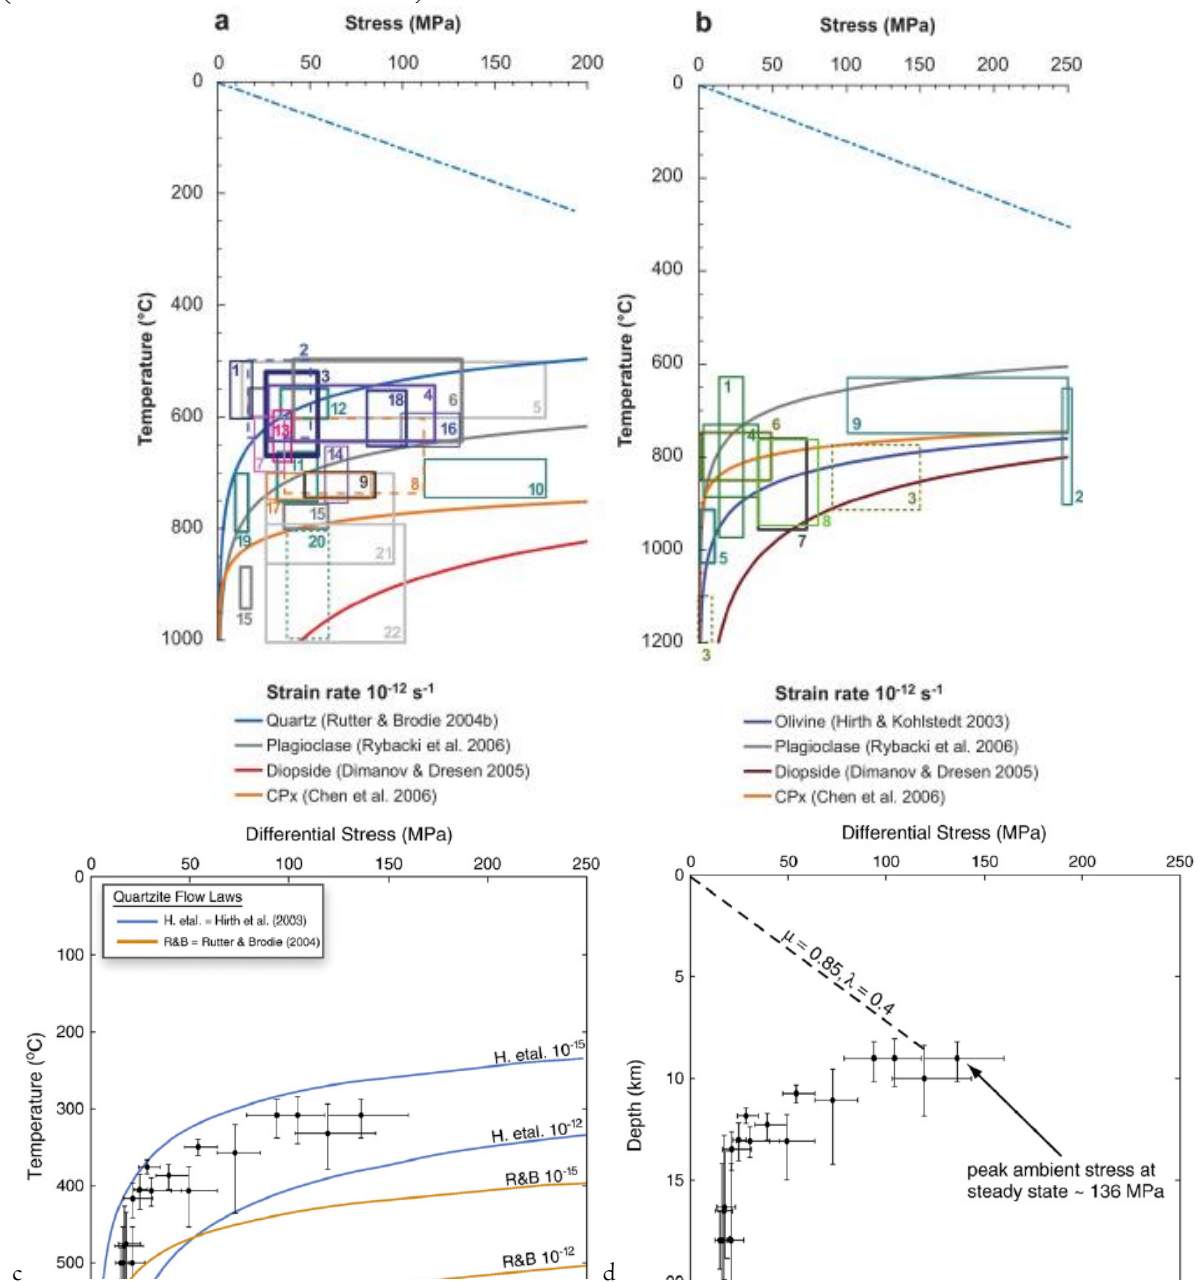 a
Stress (MPa)
0 50 100 150 200
0
200
400
600
800
1000
Temperature (°C)
1
2
3
4
5
6
7
8
9
10
11
12
13
14
15
15
16
17
18
19
20
21
22
Strain rate 10⁻¹² s⁻¹
Quartz (Rutter & Brodie 2004b)
Plagioclase (Rybacki et al. 2006)
Diopside (Dimanov & Dresen 2005)
CPx (Chen et al. 2006)
b
Stress (MPa)
0 50 100 150 200 250
0
200
400
600
800
1000
1200
Temperature (°C)
1
2
3
3
4
5
6
7
8
9
Strain rate 10⁻¹² s⁻¹
Olivine (Hirth & Kohlstedt 2003)
Plagioclase (Rybacki et al. 2006)
Diopside (Dimanov & Dresen 2005)
CPx (Chen et al. 2006)
Differential Stress (MPa)
0 50 100 150 200 250
0
100
200
300
400
500
Temperature (°C)
Quartzite Flow Laws
H. etal. = Hirth et al. (2003)
R&B = Rutter & Brodie (2004)
H. etal. 10⁻¹⁵
H. etal. 10⁻¹²
R&B 10⁻¹⁵
R&B 10⁻¹²
c
Differential Stress (MPa)
0 50 100 150 200 250
0
5
10
15
Depth (km)
μ = 0.85, λ = 0.4
peak ambient stress at
steady state ~ 136 MPa
d